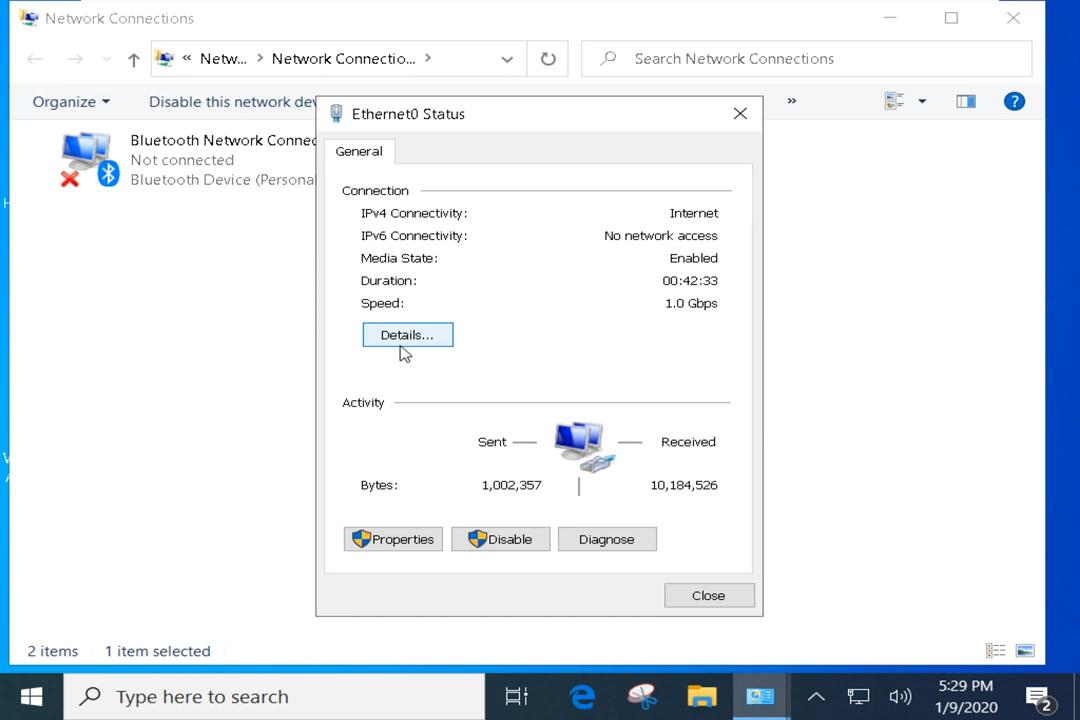 Network Connections
« Netw... > Network Connectio... >
Search Network Connections
Organize
Disable this network dev
»
Bluetooth Network Connec
Not connected
Bluetooth Device (Persona
Ethernet0 Status
General
Connection
IPv4 Connectivity: Internet
IPv6 Connectivity: No network access
Media State: Enabled
Duration: 00:42:33
Speed: 1.0 Gbps
Details...
Activity
Sent Received
Bytes: 1,002,357 10,184,526
Properties Disable Diagnose
Close
2 items 1 item selected
Type here to search
5:29 PM
1/9/2020
2